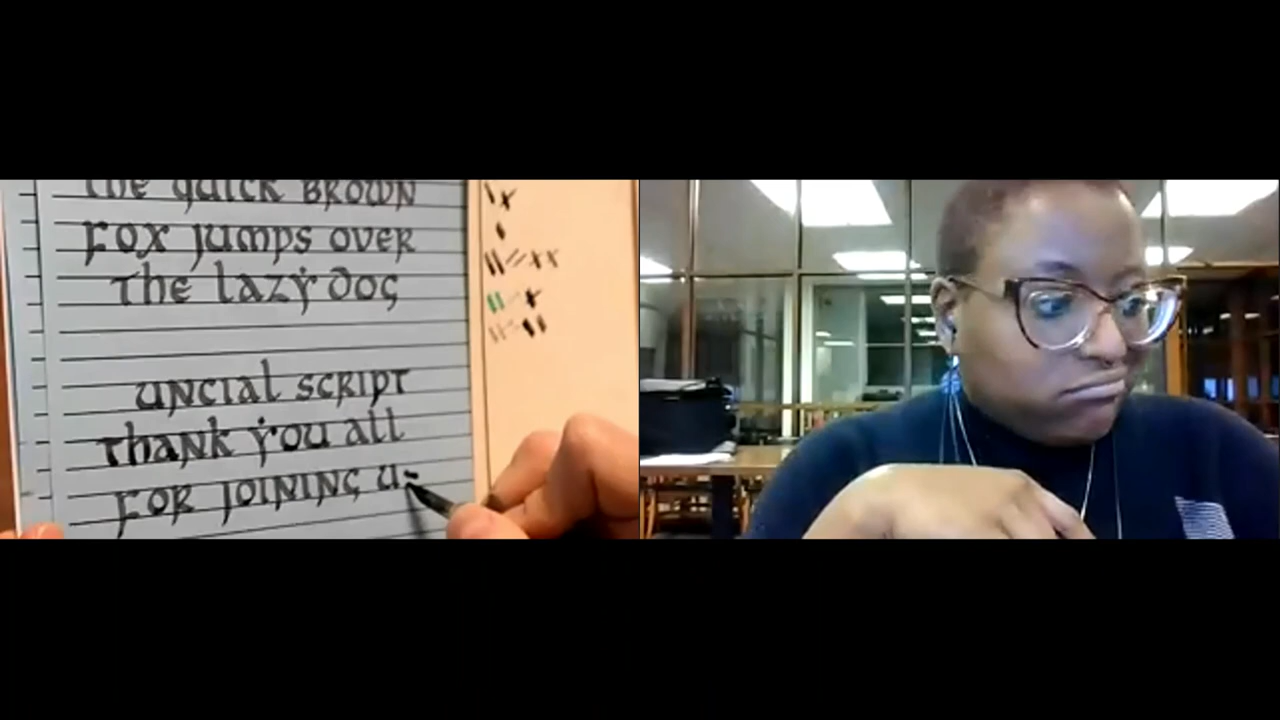 THE QUICK BROWN
FOX JUMPS OVER
The lazy dog
UNCIAL SCRIPT
Thank you all
FOR JOINING